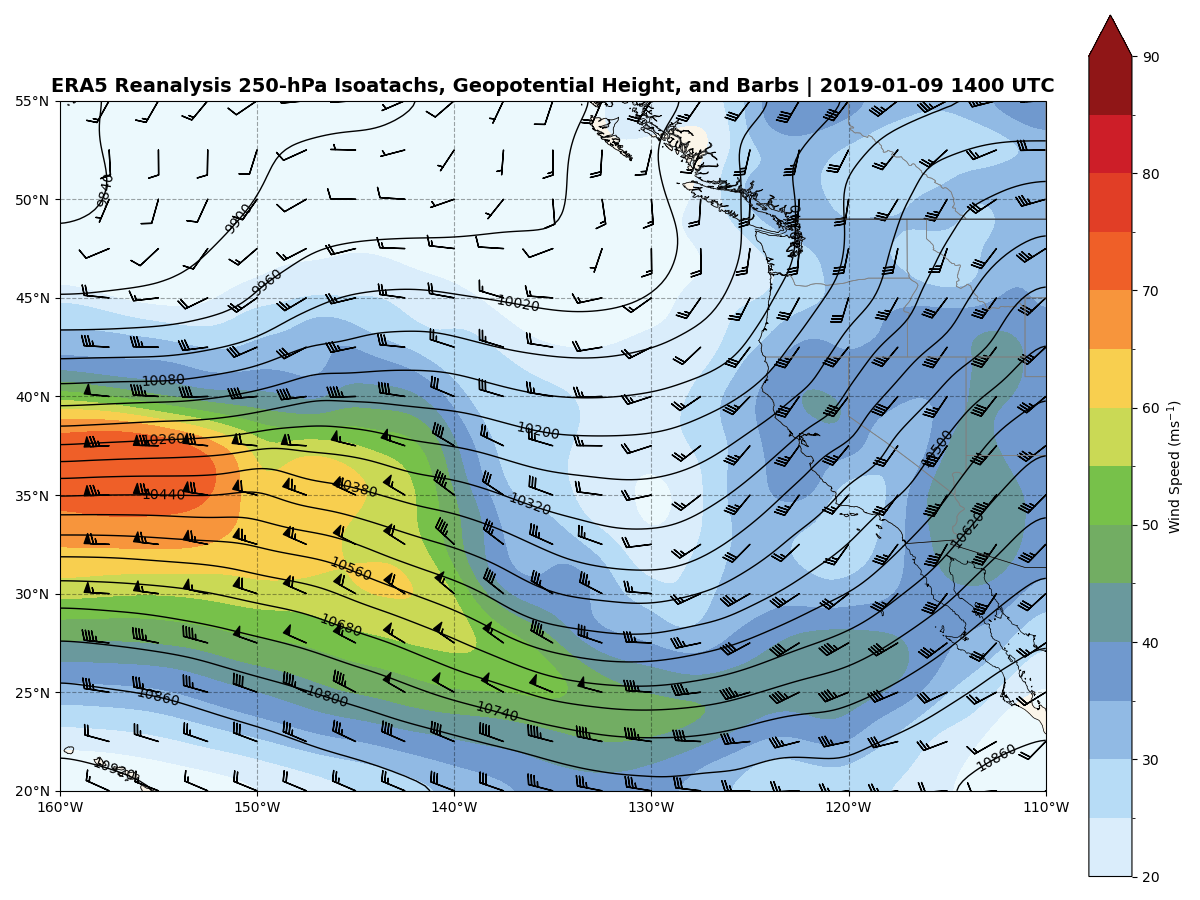 ERA5 Reanalysis 250-hPa Isoatachs, Geopotential Height, and Barbs | 2019-01-09 1400 UTC
90
80
70
60
50
40
30
20
Wind Speed (ms⁻¹)
55°N
50°N
45°N
40°N
35°N
30°N
25°N
20°N
160°W
150°W
140°W
130°W
120°W
110°W
9840
9900
9960
10020
10080
10200
10260
10320
10380
10440
10500
10560
10620
10680
10740
10800
10860
10860
10920